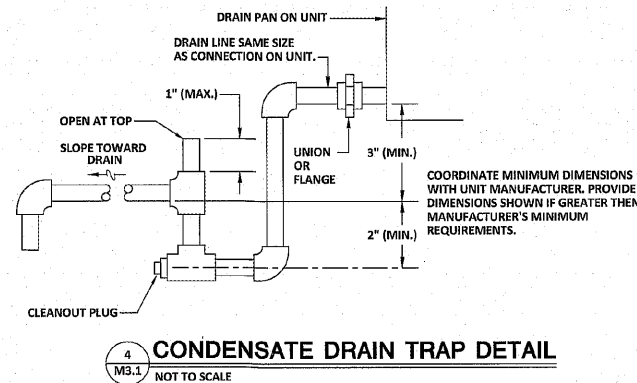 DRAIN PAN ON UNIT
DRAIN LINE SAME SIZE
AS CONNECTION ON UNIT.
1" (MAX.)
OPEN AT TOP
SLOPE TOWARD
DRAIN
UNION
OR
FLANGE
3" (MIN.)
2" (MIN.)
COORDINATE MINIMUM DIMENSIONS
WITH UNIT MANUFACTURER. PROVIDE
DIMENSIONS SHOWN IF GREATER THEN
MANUFACTURER'S MINIMUM
REQUIREMENTS.
CLEANOUT PLUG
4
M3.1
CONDENSATE DRAIN TRAP DETAIL
NOT TO SCALE